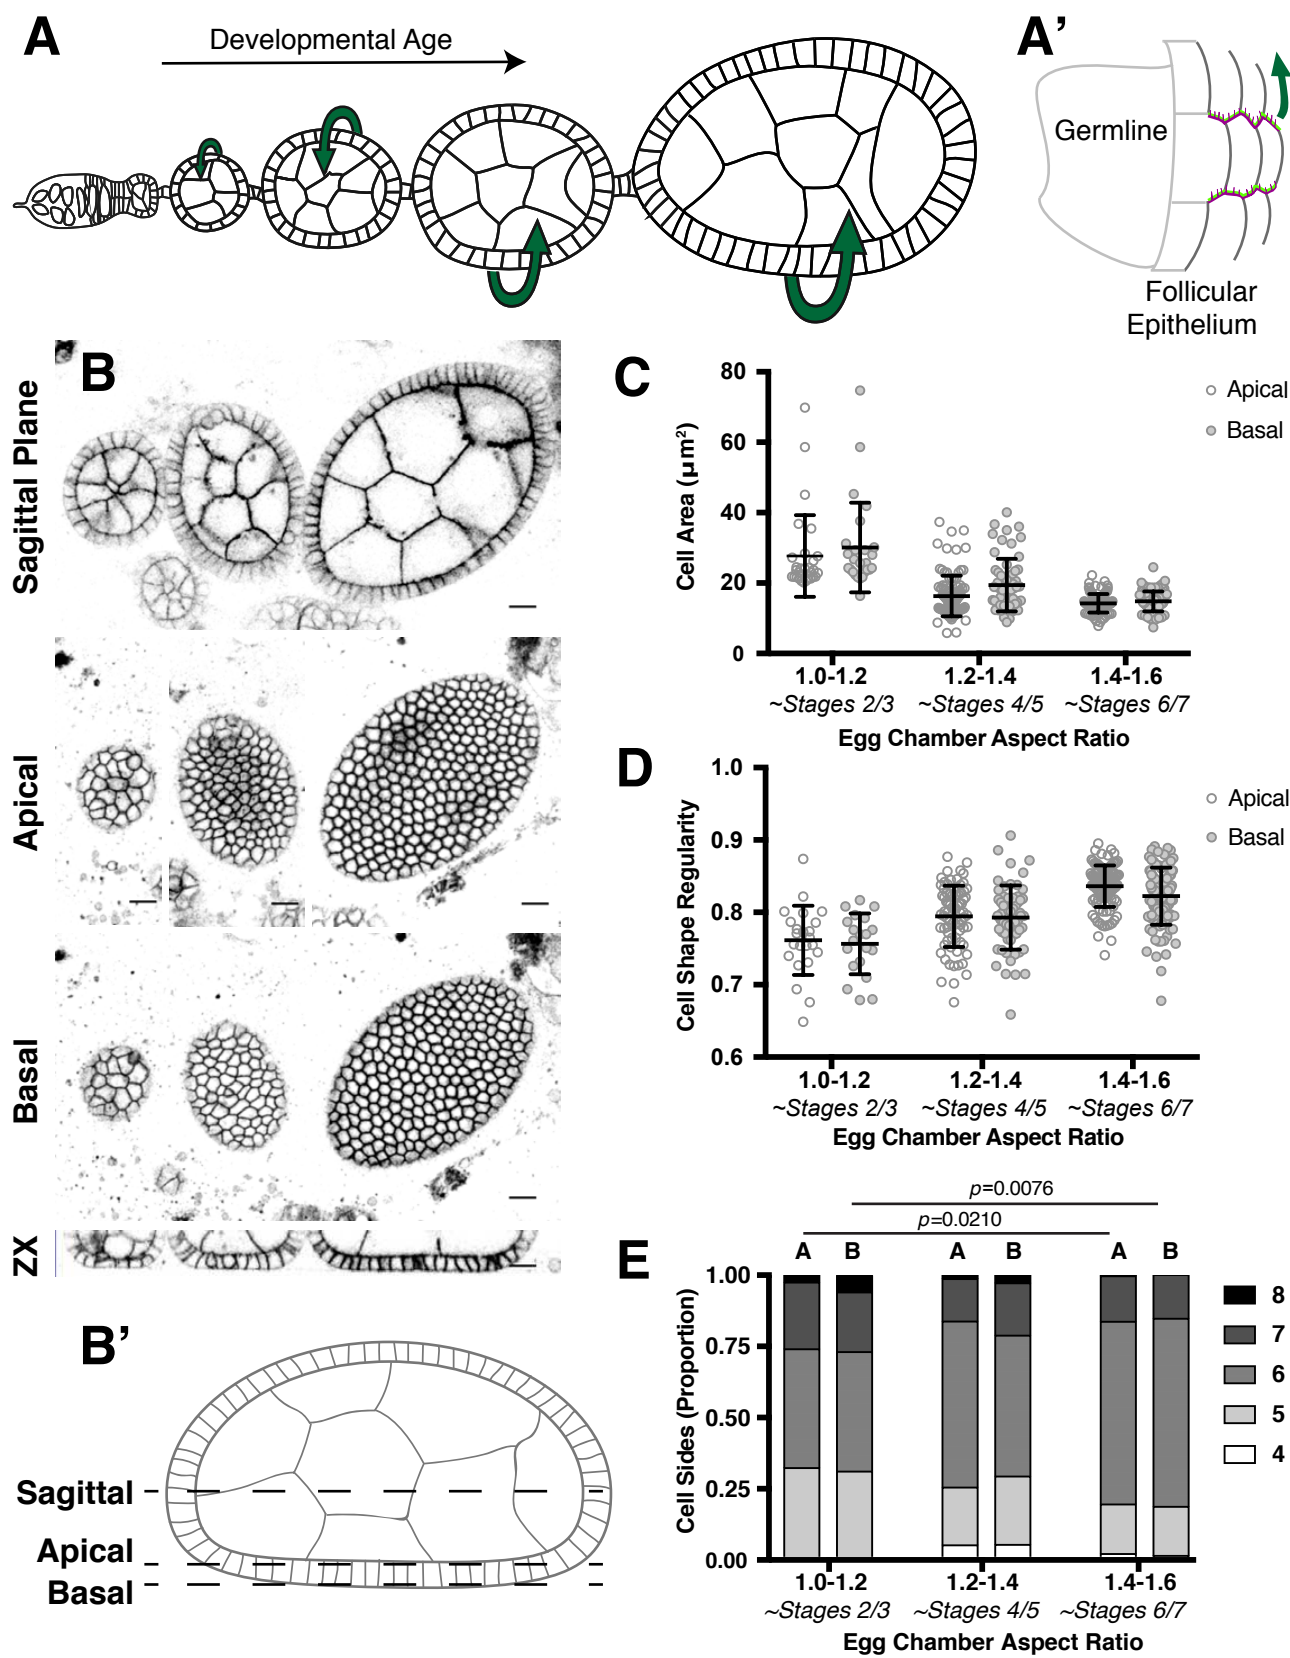 A
Developmental Age
A'
Germline
Follicular
Epithelium
B
Sagittal Plane
Apical
Basal
ZX
B’
Sagittal
Apical
Basal
C
Cell Area (µm²)
80
60
40
20
0
Apical
Basal
1.0-1.2
1.2-1.4
1.4-1.6
~Stages 2/3
~Stages 4/5
~Stages 6/7
Egg Chamber Aspect Ratio
D
Cell Shape Regularity
1.0
0.9
0.8
0.7
0.6
Apical
Basal
1.0-1.2
1.2-1.4
1.4-1.6
~Stages 2/3
~Stages 4/5
~Stages 6/7
Egg Chamber Aspect Ratio
p=0.0076
p=0.0210
E
A B A B A B
Cell Sides (Proportion)
1.00
0.75
0.50
0.25
0.00
8
7
6
5
4
1.0-1.2
1.2-1.4
1.4-1.6
~Stages 2/3
~Stages 4/5
~Stages 6/7
Egg Chamber Aspect Ratio